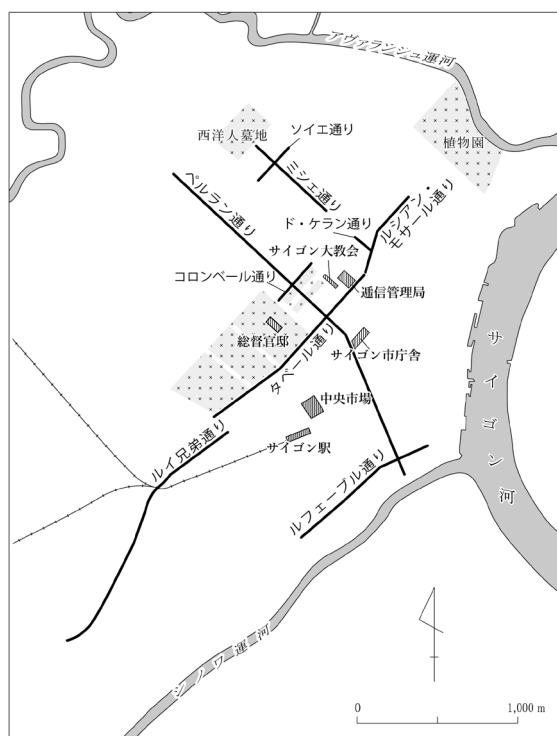 アヴァランシュ運河
西洋人墓地
ソイエ通り
植物園
ミシェ通り
ペルラン通り
ルシアン・
モサール通り
ド・ケラン通り
サイゴン大教会
コロンベール通り
逓信管理局
総督官邸
サイゴン市庁舎
タベール通り
サイゴン河
中央市場
ルイ兄弟通り
サイゴン駅
ルフェーブル通り
シノワ運河
0
1,000 m